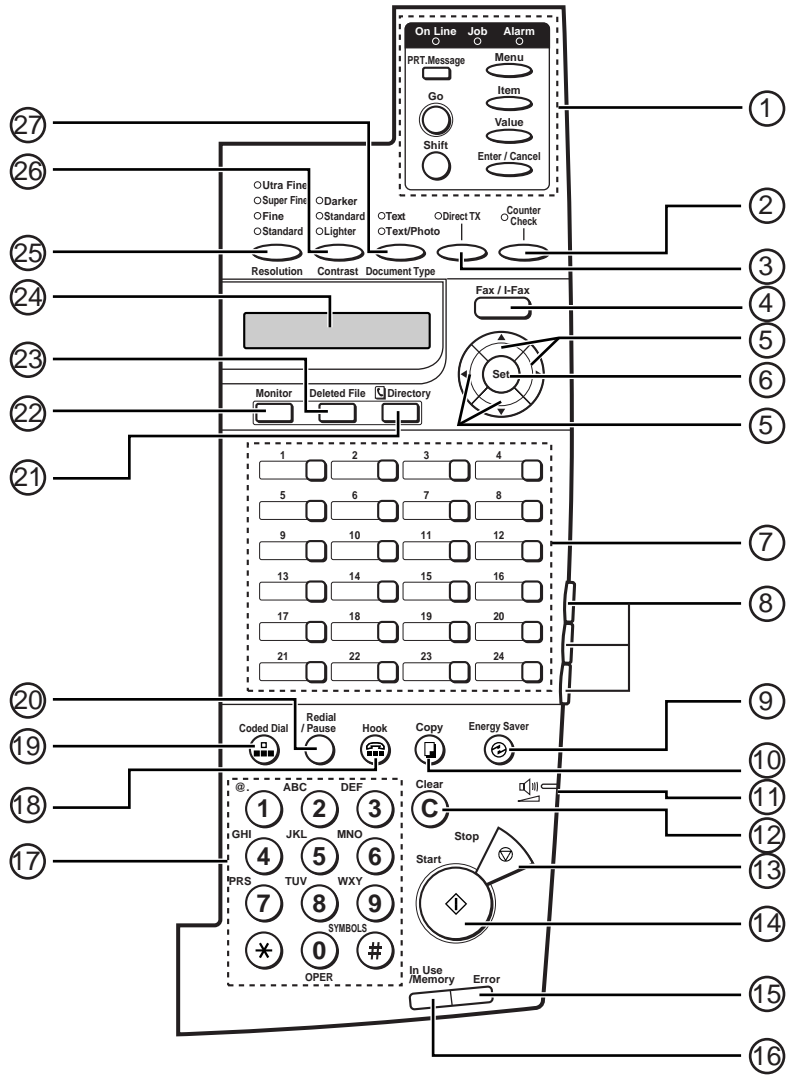 On Line Job Alarm
PRT.Message
Menu
Item
Go
Value
Shift
Enter / Cancel
1
27
26
Utra Fine
Super Fine
Fine
Standard
Darker
Standard
Lighter
Text
Text/Photo
Direct TX
Counter
Check
2
25
Resolution Contrast Document Type
3
24
Fax / I-Fax
4
5
23
Set
6
Monitor Deleted File Directory
22
5
21
1 2 3 4
5 6 7 8
9 10 11 12
7
13 14 15 16
8
17 18 19 20
21 22 23 24
20
9
19
Coded Dial
Redial
/ Pause
Hook
Copy
Energy Saver
10
18
11
@. ABC DEF
1 2 3
Clear
C
12
17
GHI JKL MNO
4 5 6
Stop
13
Start
PRS TUV WXY
7 8 9
14
SYMBOLS
* 0 #
OPER
In Use
/Memory
Error
15
16